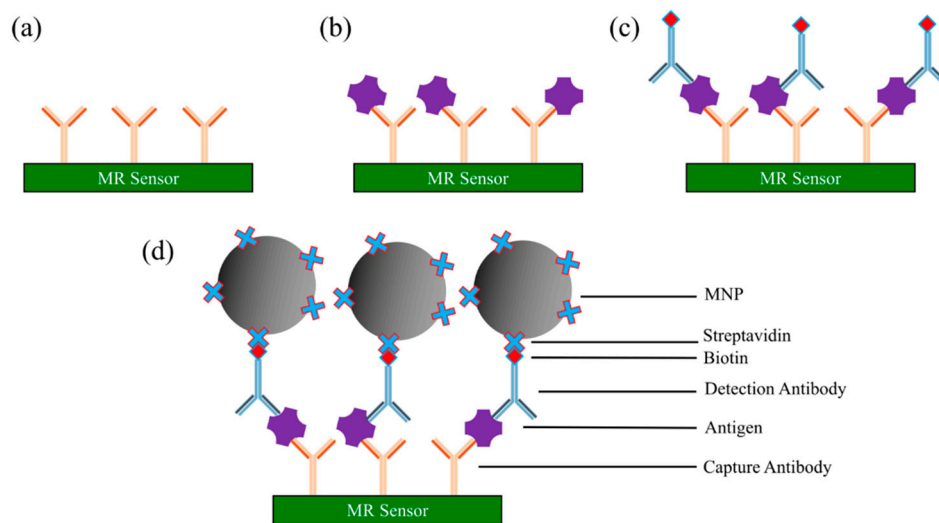 (a)
MR Sensor
(b)
MR Sensor
(c)
MR Sensor
(d)
MNP
Streptavidin
Biotin
Detection Antibody
Antigen
Capture Antibody
MR Sensor